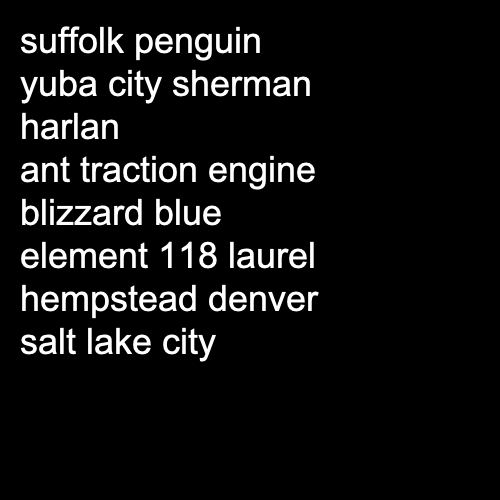 suffolk penguin
yuba city sherman
harlan
ant traction engine
blizzard blue
element 118 laurel
hempstead denver
salt lake city